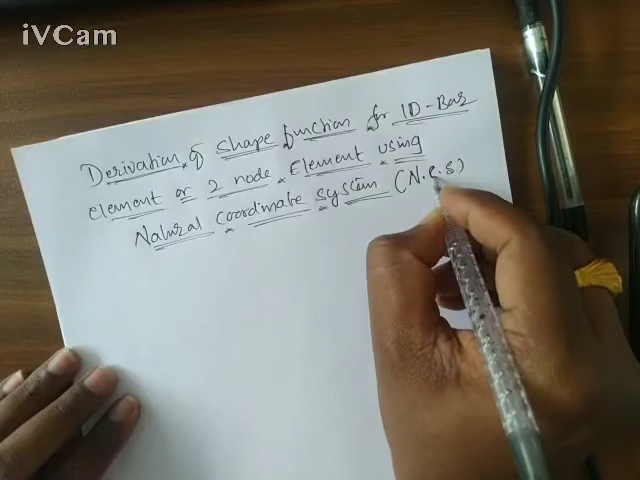 iVCam
Derivation of shape function for 1D-Bar
element or 2 node Element using
Natural coordinate system (N.C.S)